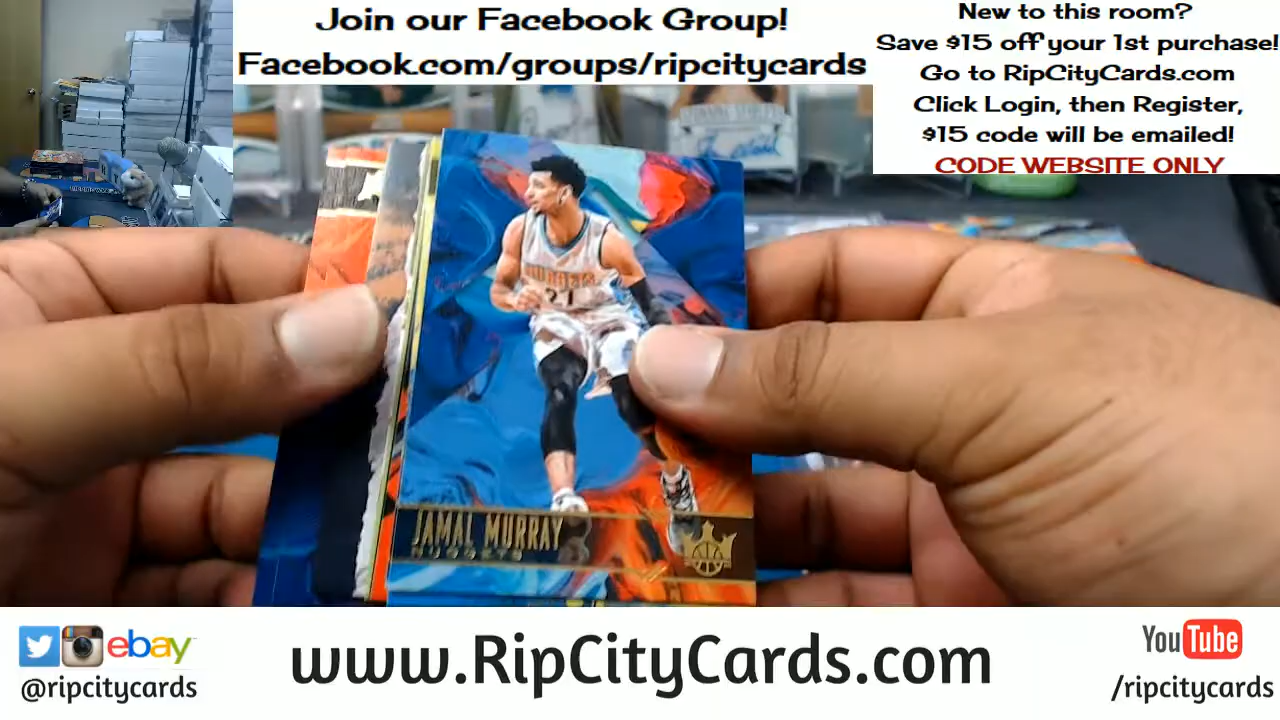 Join our Facebook Group!
Facebook.com/groups/ripcitycards
New to this room?
Save $15 off your 1st purchase!
Go to RipCityCards.com
Click Login, then Register,
$15 code will be emailed!
CODE WEBSITE ONLY
NUGGETS
27
JAMAL MURRAY
NUGGETS
ebay
@ripcitycards
www.RipCityCards.com
YouTube
/ripcitycards